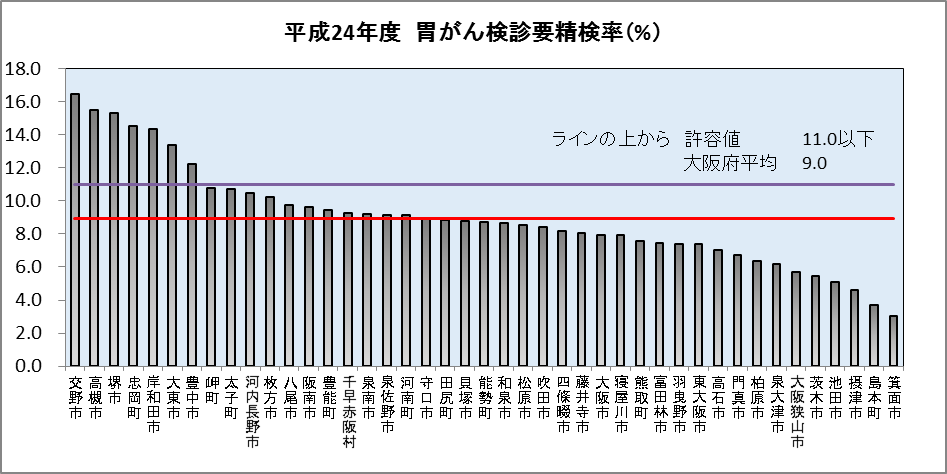 平成24年度 胃がん検診要精検率(%)
18.0
16.0
14.0
12.0
10.0
8.0
6.0
4.0
2.0
0.0
ラインの上から 許容値 11.0以下
大阪府平均 9.0
交野市
高槻市
堺市
忠岡町
岸和田市
大東市
豊中市
岬町
太子町
河内長野市
枚方市
八尾市
阪南市
豊能町
千早赤阪村
泉南市
泉佐野市
河南町
守口市
田尻町
貝塚市
能勢町
和泉市
松原市
吹田市
四條畷市
藤井寺市
大阪市
寝屋川市
熊取町
富田林市
羽曳野市
東大阪市
高石市
門真市
柏原市
泉大津市
大阪狭山市
茨木市
池田市
摂津市
島本町
箕面市